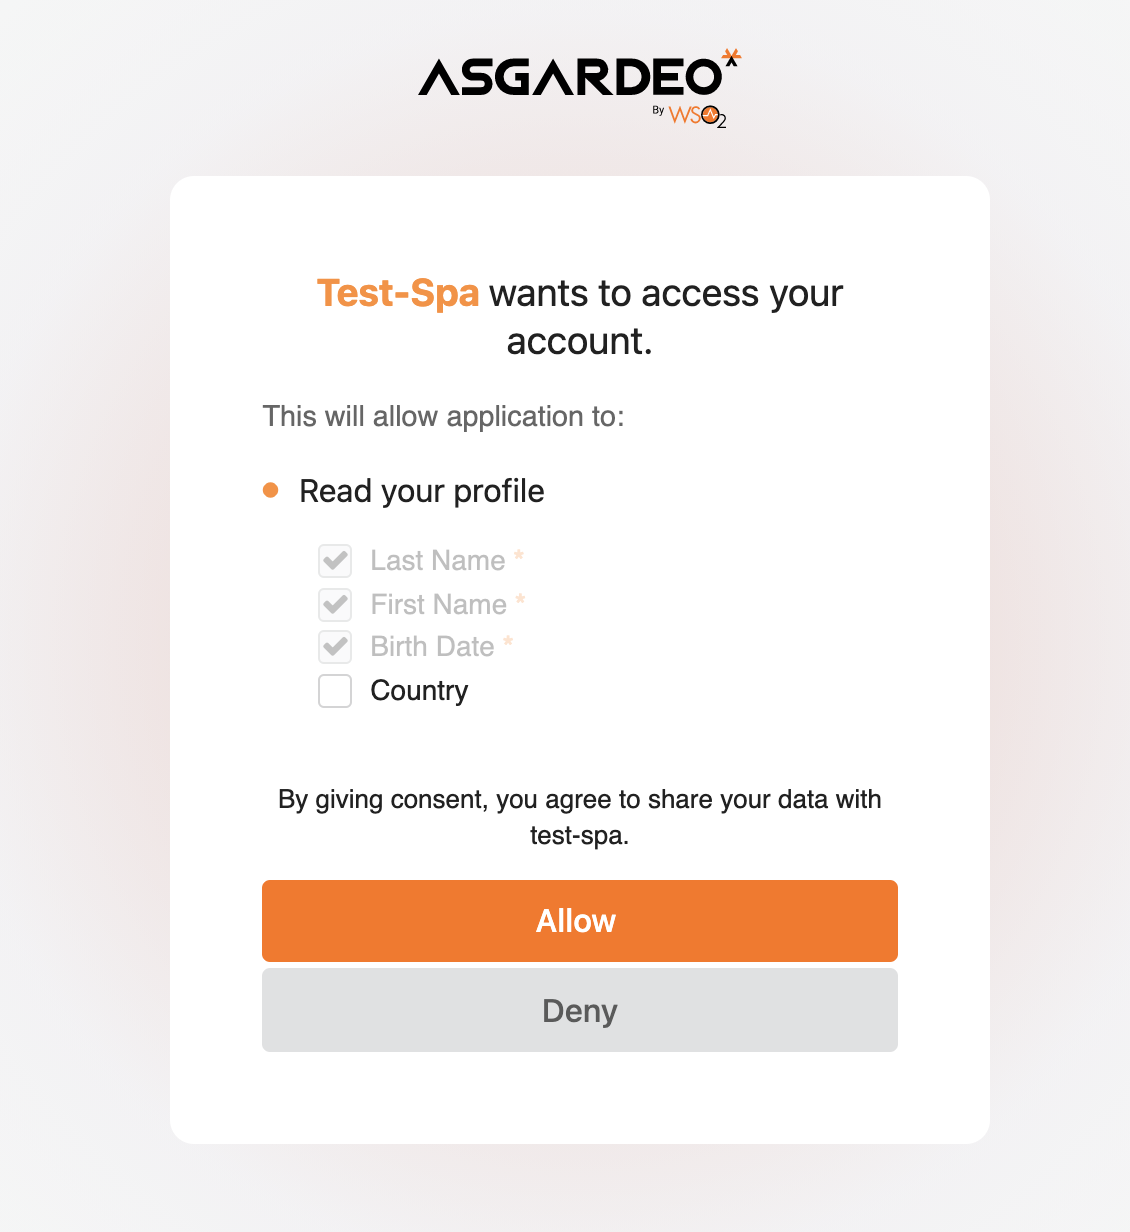 ASGARDEO
By WSO2
Test-Spa wants to access your
account.
This will allow application to:
Read your profile
Last Name *
First Name *
Birth Date *
Country
By giving consent, you agree to share your data with
test-spa.
Allow
Deny